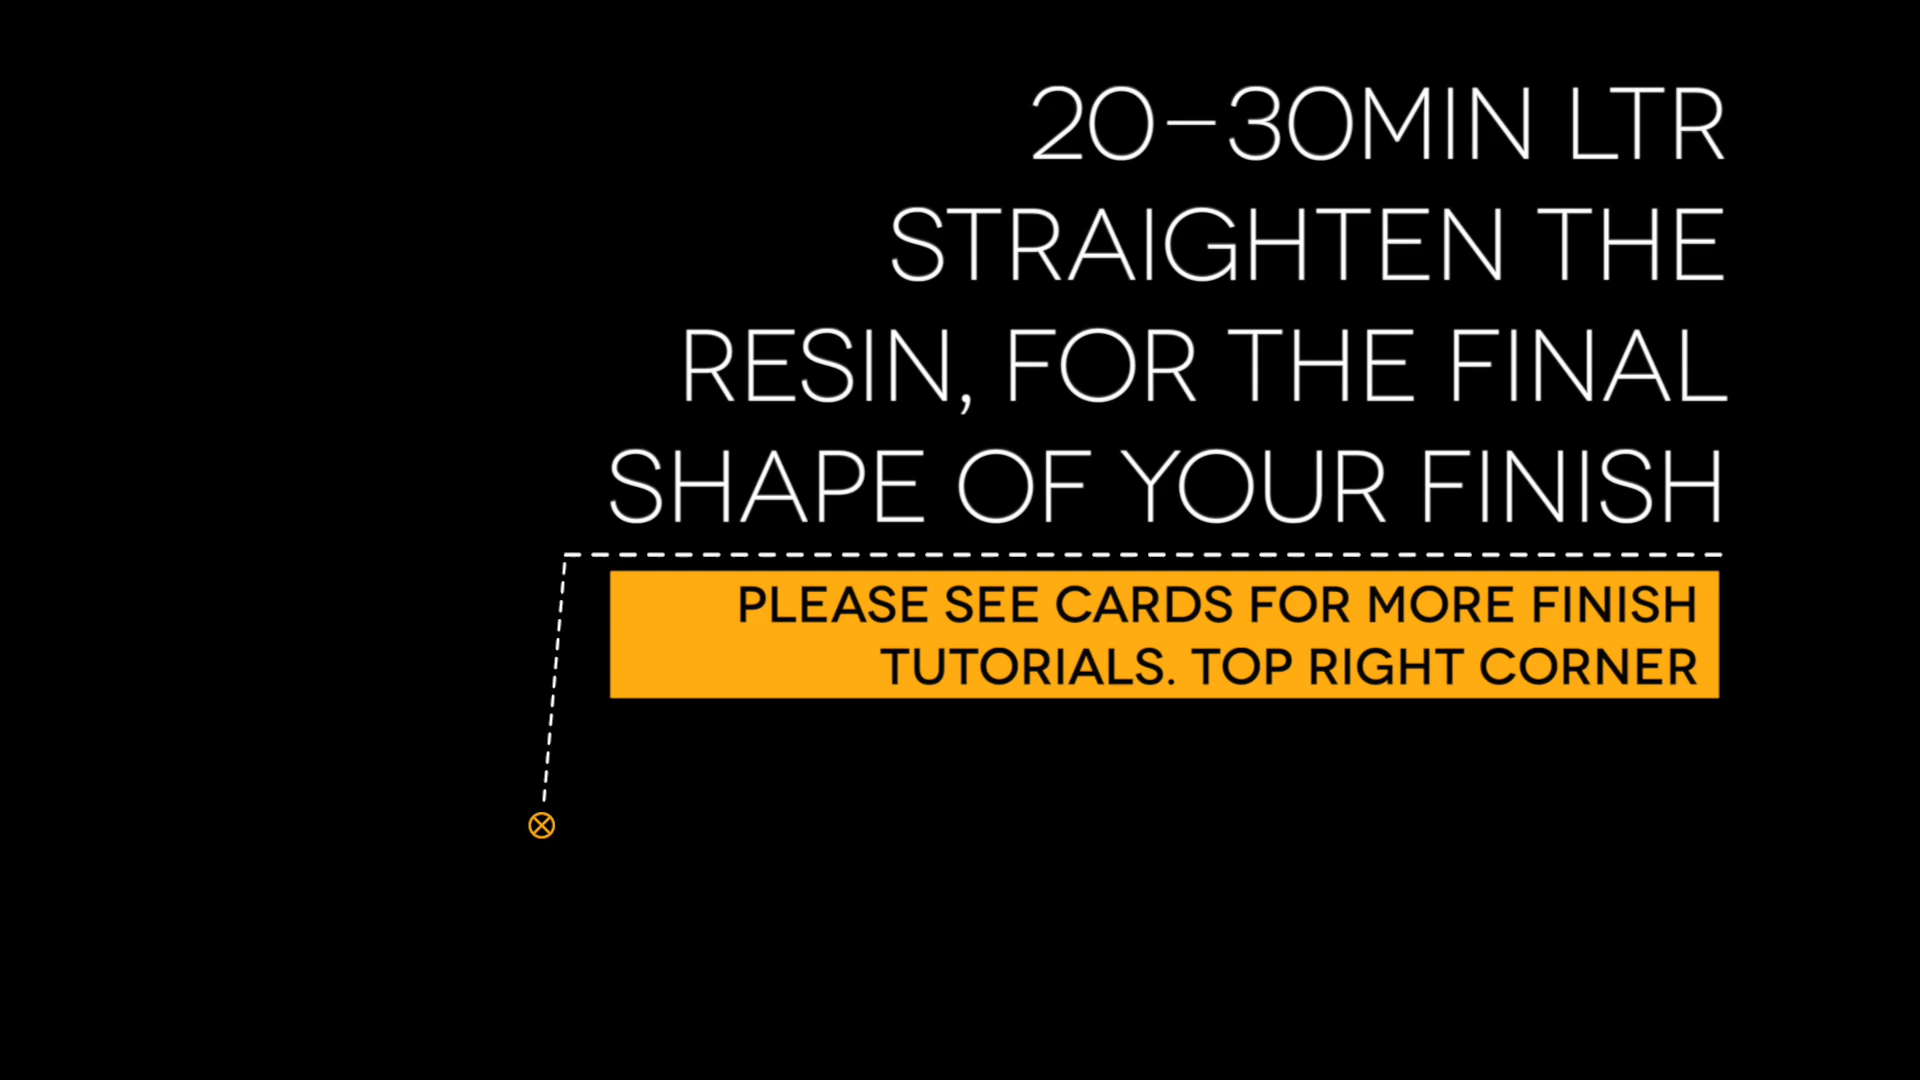 20–30MIN LTR
STRAIGHTEN THE
RESIN, FOR THE FINAL
SHAPE OF YOUR FINISH
PLEASE SEE CARDS FOR MORE FINISH
TUTORIALS. TOP RIGHT CORNER